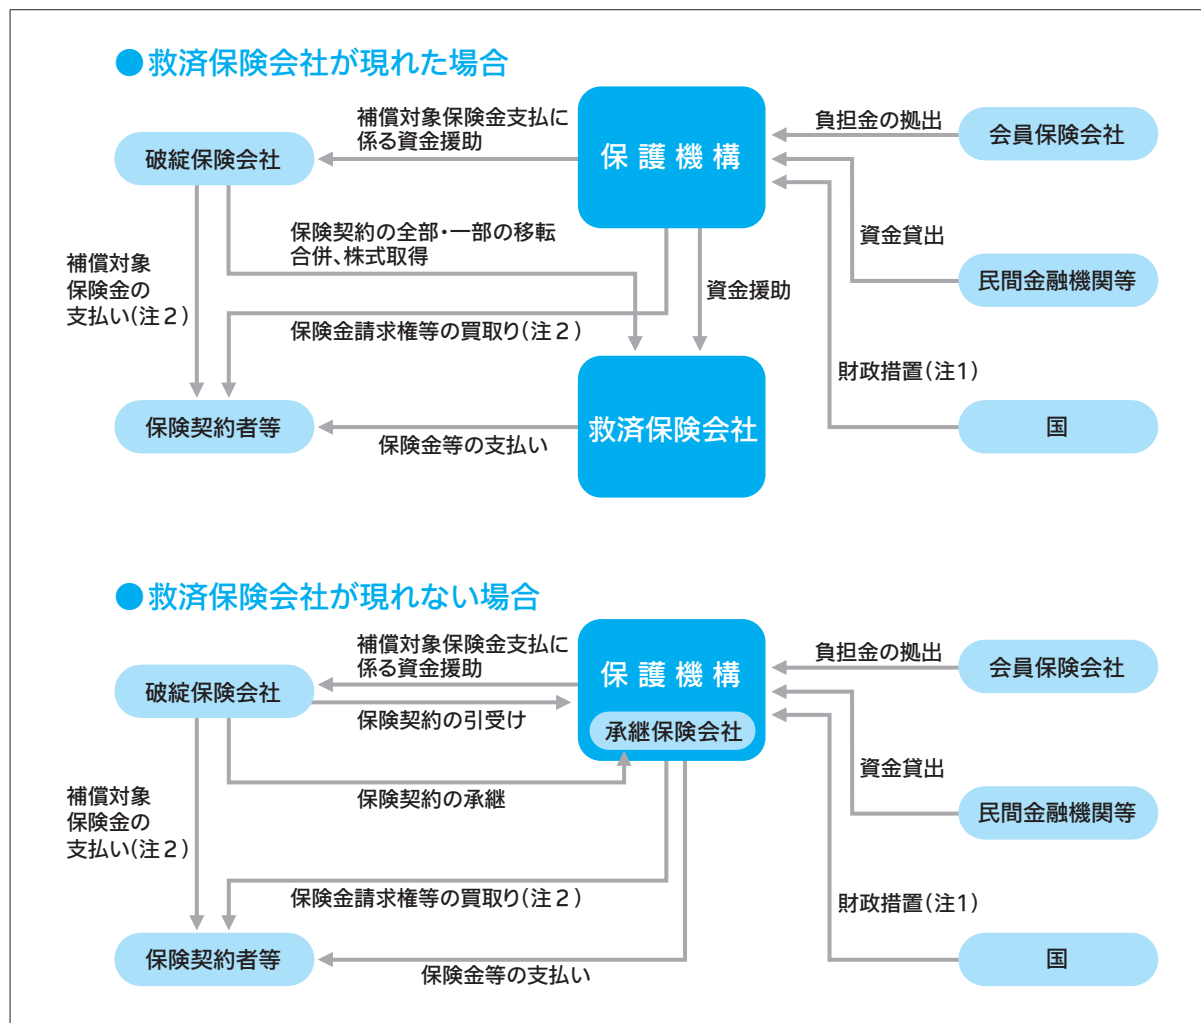 ●救済保険会社が現れた場合
補償対象保険金支払に
係る資金援助
保護機構
負担金の拠出
会員保険会社
破綻保険会社
保険契約の全部・一部の移転
合併、株式取得
資金貸出
補償対象
保険金の
支払い(注2)
資金援助
民間金融機関等
保険金請求権等の買取り(注2)
財政措置(注1)
保険契約者等
保険金等の支払い
救済保険会社
国
●救済保険会社が現れない場合
補償対象保険金支払に
係る資金援助
保護機構
負担金の拠出
会員保険会社
破綻保険会社
保険契約の引受け
承継保険会社
資金貸出
補償対象
保険金の
支払い(注2)
保険契約の承継
民間金融機関等
保険金請求権等の買取り(注2)
財政措置(注1)
保険契約者等
保険金等の支払い
国